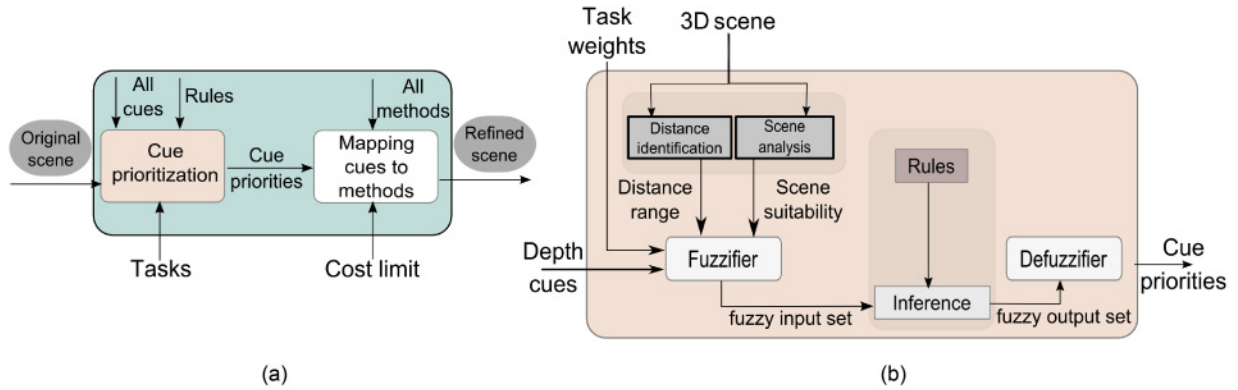 All
cues
Rules
All
methods
Original
scene
Cue
prioritization
Cue
priorities
Mapping
cues to
methods
Refined
scene
Tasks
Cost limit
(a)
Task
weights
3D scene
Distance
identification
Scene
analysis
Distance
range
Scene
suitability
Rules
Depth
cues
Fuzzifier
Defuzzifier
Cue
priorities
Inference
fuzzy input set
fuzzy output set
(b)